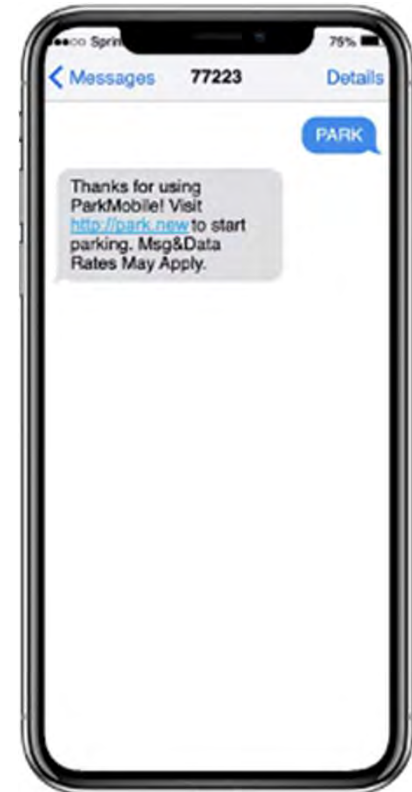 Sprin
75%
Messages 77223 Details
PARK
Thanks for using
ParkMobile! Visit
http://park.new to start
parking. Msg&Data
Rates May Apply.